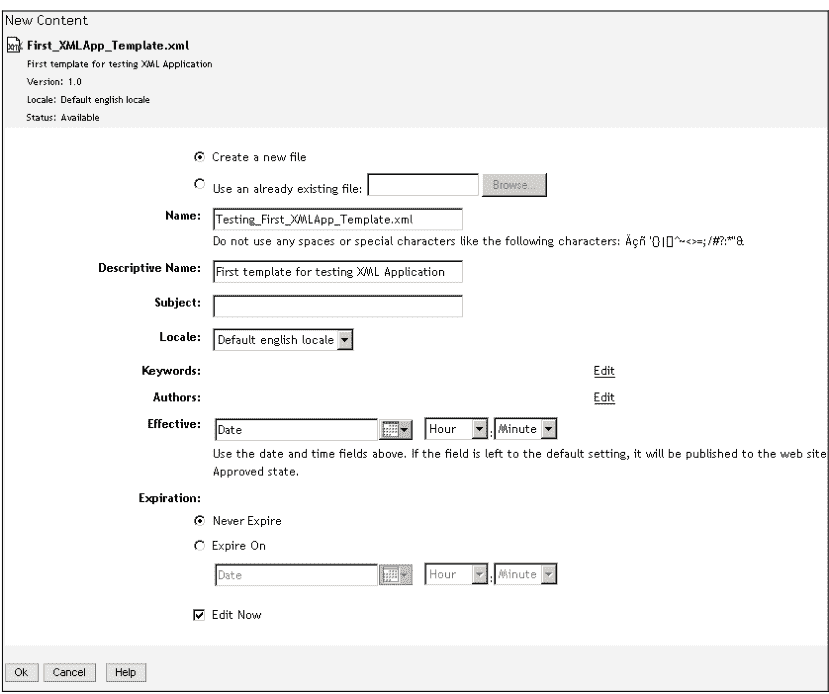 New Content
XML First_XMLApp_Template.xml
First template for testing XML Application
Version: 1.0
Locale: Default english locale
Status: Available
Create a new file
Use an already existing file: Browse...
Name: Testing_First_XMLApp_Template.xml
Do not use any spaces or special characters like the following characters: Äçñ '{}|[]^~<>=;/#?:*"&
Descriptive Name: First template for testing XML Application
Subject:
Locale: Default english locale
Keywords: Edit
Authors: Edit
Effective: Date Hour : Minute
Use the date and time fields above. If the field is left to the default setting, it will be published to the web site
Approved state.
Expiration:
Never Expire
Expire On
Date Hour : Minute
Edit Now
Ok Cancel Help